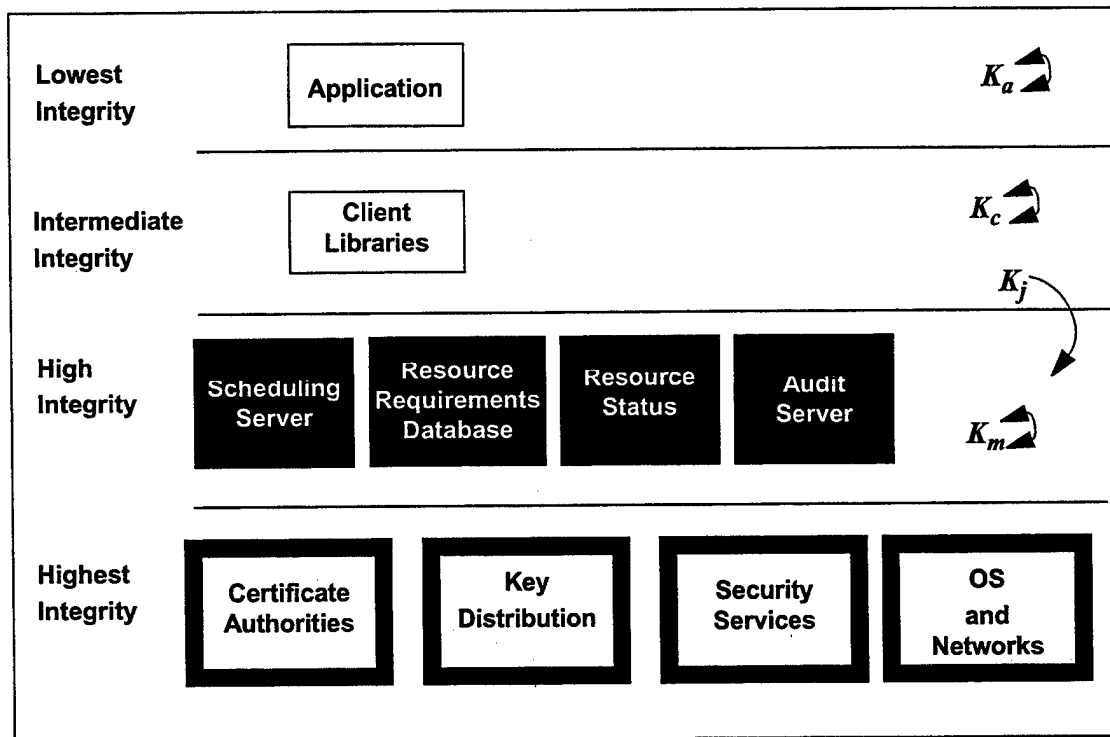 Lowest
Integrity
Application
K_a
Intermediate
Integrity
Client
Libraries
K_c
K_j
High
Integrity
Scheduling
Server
Resource
Requirements
Database
Resource
Status
Audit
Server
K_m
Highest
Integrity
Certificate
Authorities
Key
Distribution
Security
Services
OS
and
Networks